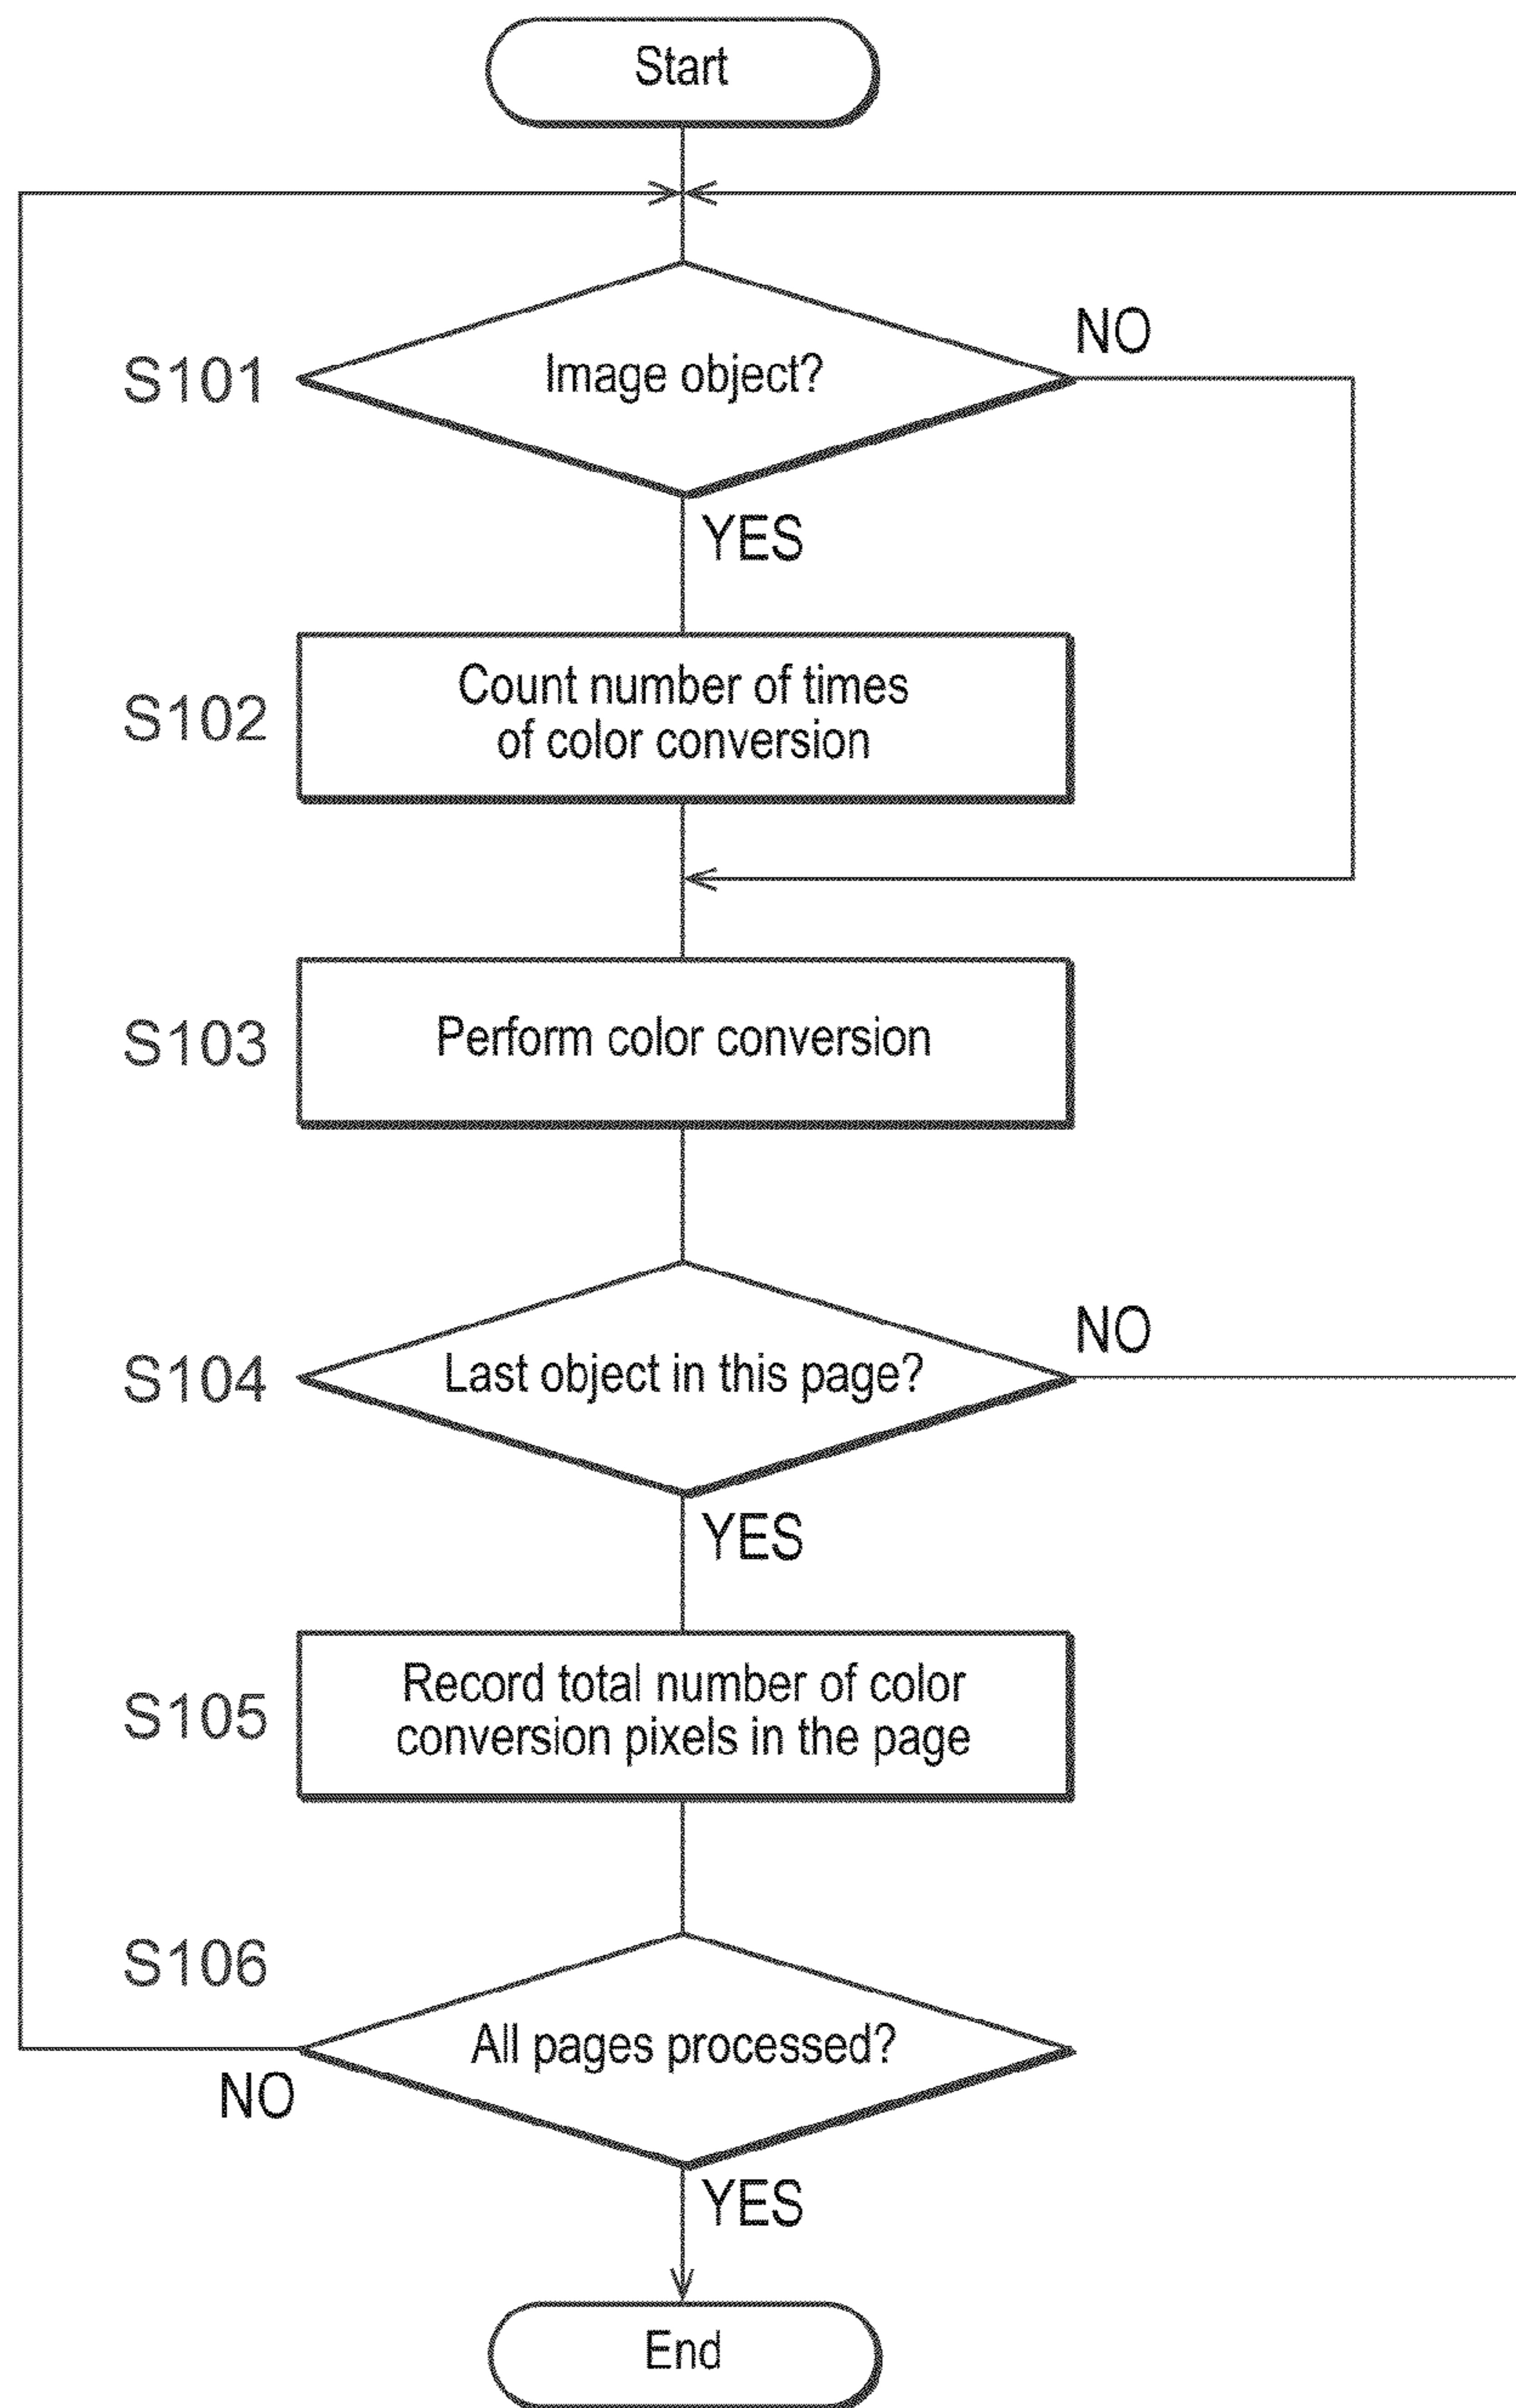 Start
S101
Image object?
NO
YES
S102
Count number of times
of color conversion
S103
Perform color conversion
S104
Last object in this page?
NO
YES
S105
Record total number of color
conversion pixels in the page
S106
All pages processed?
NO
YES
End